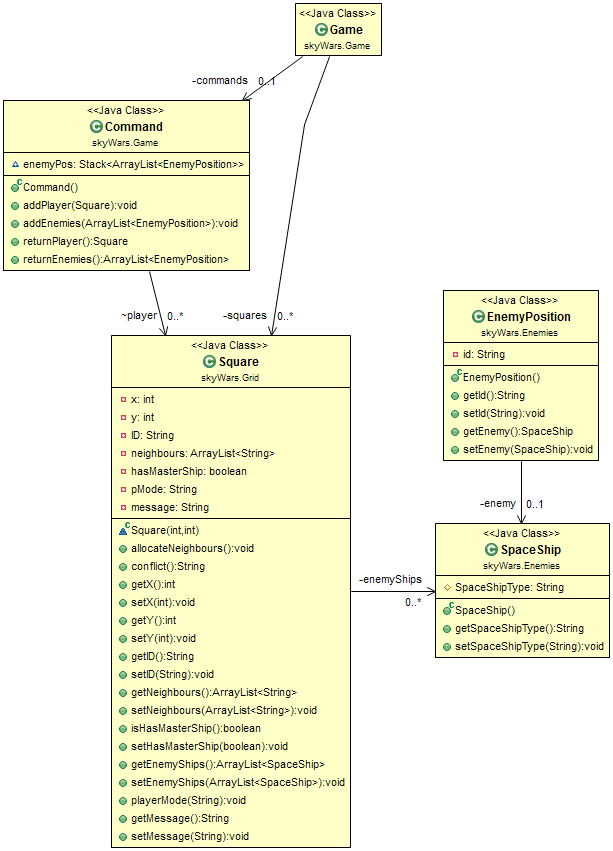 <<Java Class>>
Game
skyWars.Game
-commands 0..1
<<Java Class>>
Command
skyWars.Game
enemyPos: Stack<ArrayList<EnemyPosition>>
Command()
addPlayer(Square):void
addEnemies(ArrayList<EnemyPosition>):void
returnPlayer():Square
returnEnemies():ArrayList<EnemyPosition>
~player 0..*
-squares 0..*
<<Java Class>>
EnemyPosition
skyWars.Enemies
id: String
EnemyPosition()
getId():String
setId(String):void
getEnemy():SpaceShip
setEnemy(SpaceShip):void
-enemy 0..1
<<Java Class>>
Square
skyWars.Grid
x: int
y: int
ID: String
neighbours: ArrayList<String>
hasMasterShip: boolean
pMode: String
message: String
Square(int,int)
allocateNeighbours():void
conflict():String
getX():int
setX(int):void
getY():int
setY(int):void
getID():String
setID(String):void
getNeighbours():ArrayList<String>
setNeighbours(ArrayList<String>):void
isHasMasterShip():boolean
setHasMasterShip(boolean):void
getEnemyShips():ArrayList<SpaceShip>
setEnemyShips(ArrayList<SpaceShip>):void
playerMode(String):void
getMessage():String
setMessage(String):void
-enemyShips
0..*
<<Java Class>>
SpaceShip
skyWars.Enemies
SpaceShipType: String
SpaceShip()
getSpaceShipType():String
setSpaceShipType(String):void